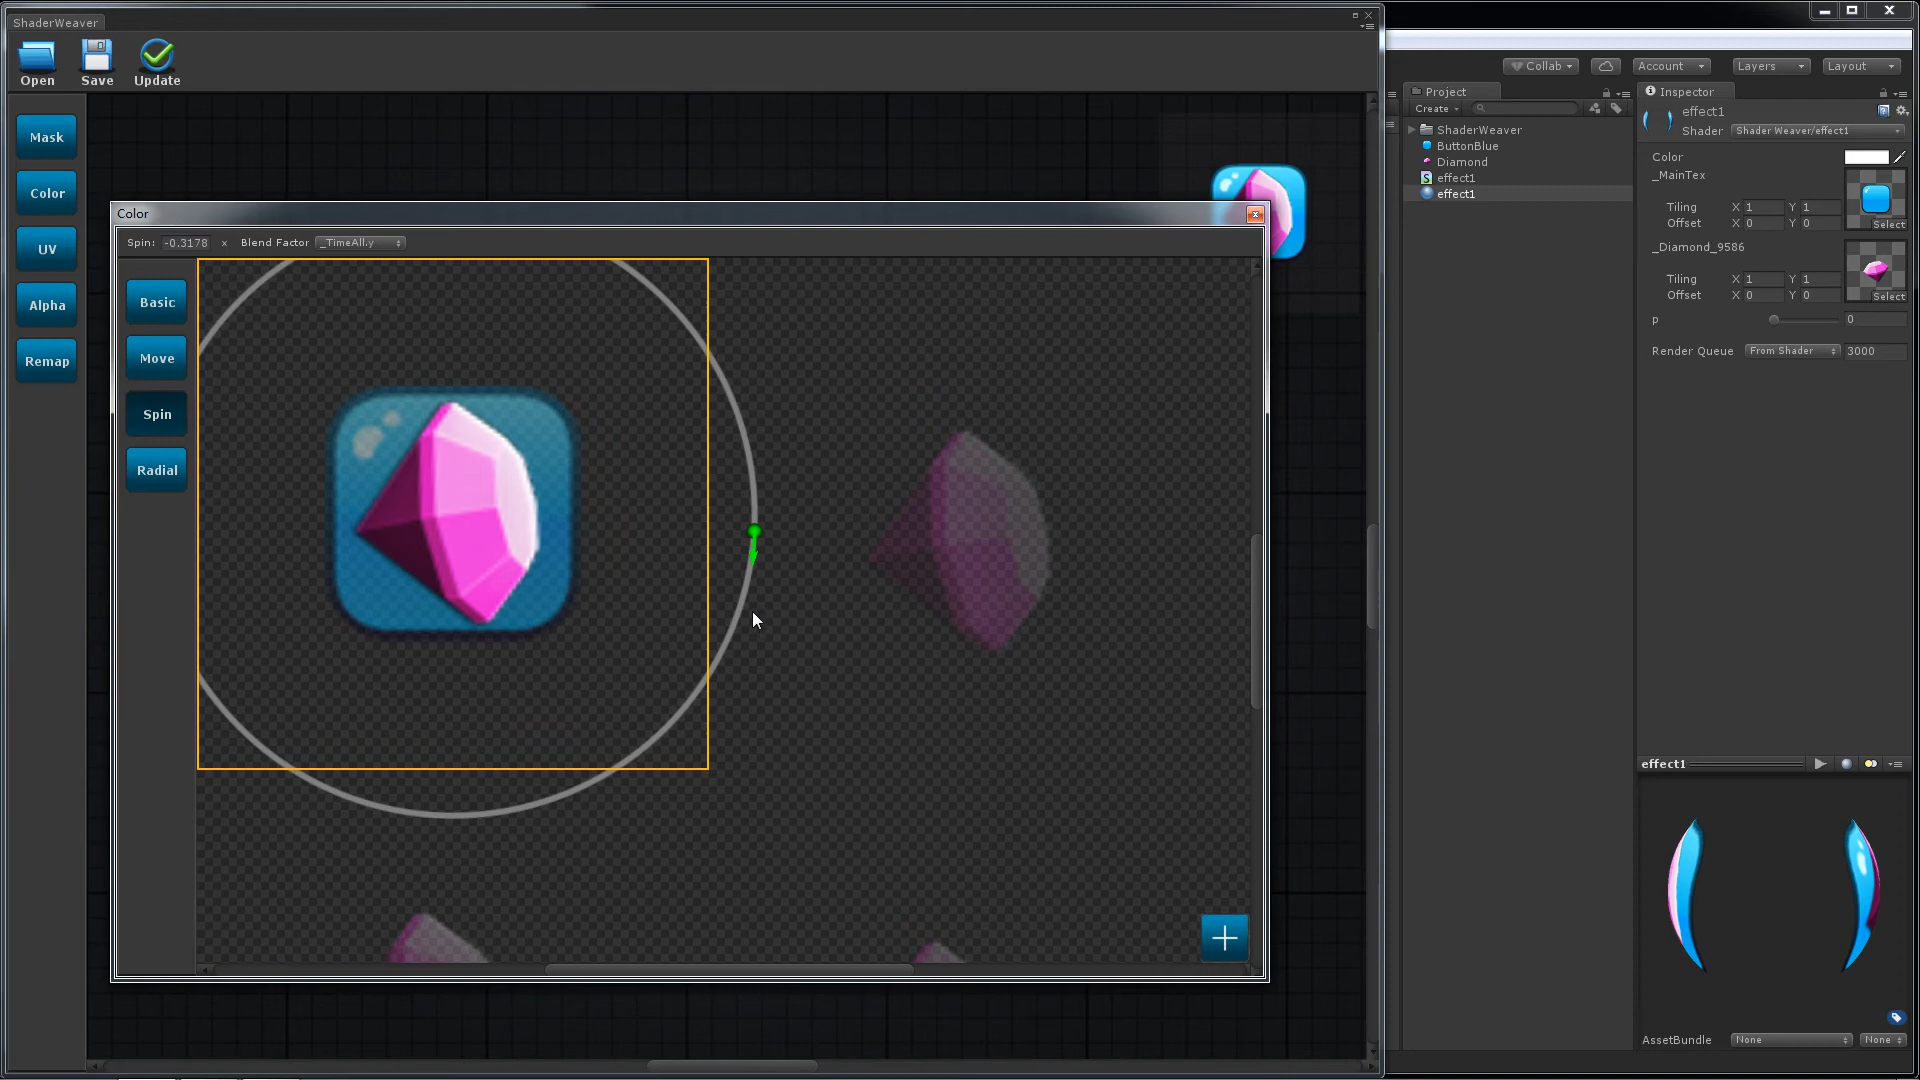 ShaderWeaver
Open
Save
Update
Mask
Color
UV
Alpha
Remap
Color
Spin: -0.3178 x Blend Factor _TimeAll.y
Basic
Move
Spin
Radial
Collab
Account
Layers
Layout
Project
Create
ShaderWeaver
ButtonBlue
Diamond
effect1
effect1
Inspector
effect1
Shader Shader Weaver/effect1
Color
_MainTex
Tiling X 1 Y 1
Offset X 0 Y 0
Select
_Diamond_9586
Tiling X 1 Y 1
Offset X 0 Y 0
Select
p 0
Render Queue From Shader 3000
effect1
AssetBundle None None